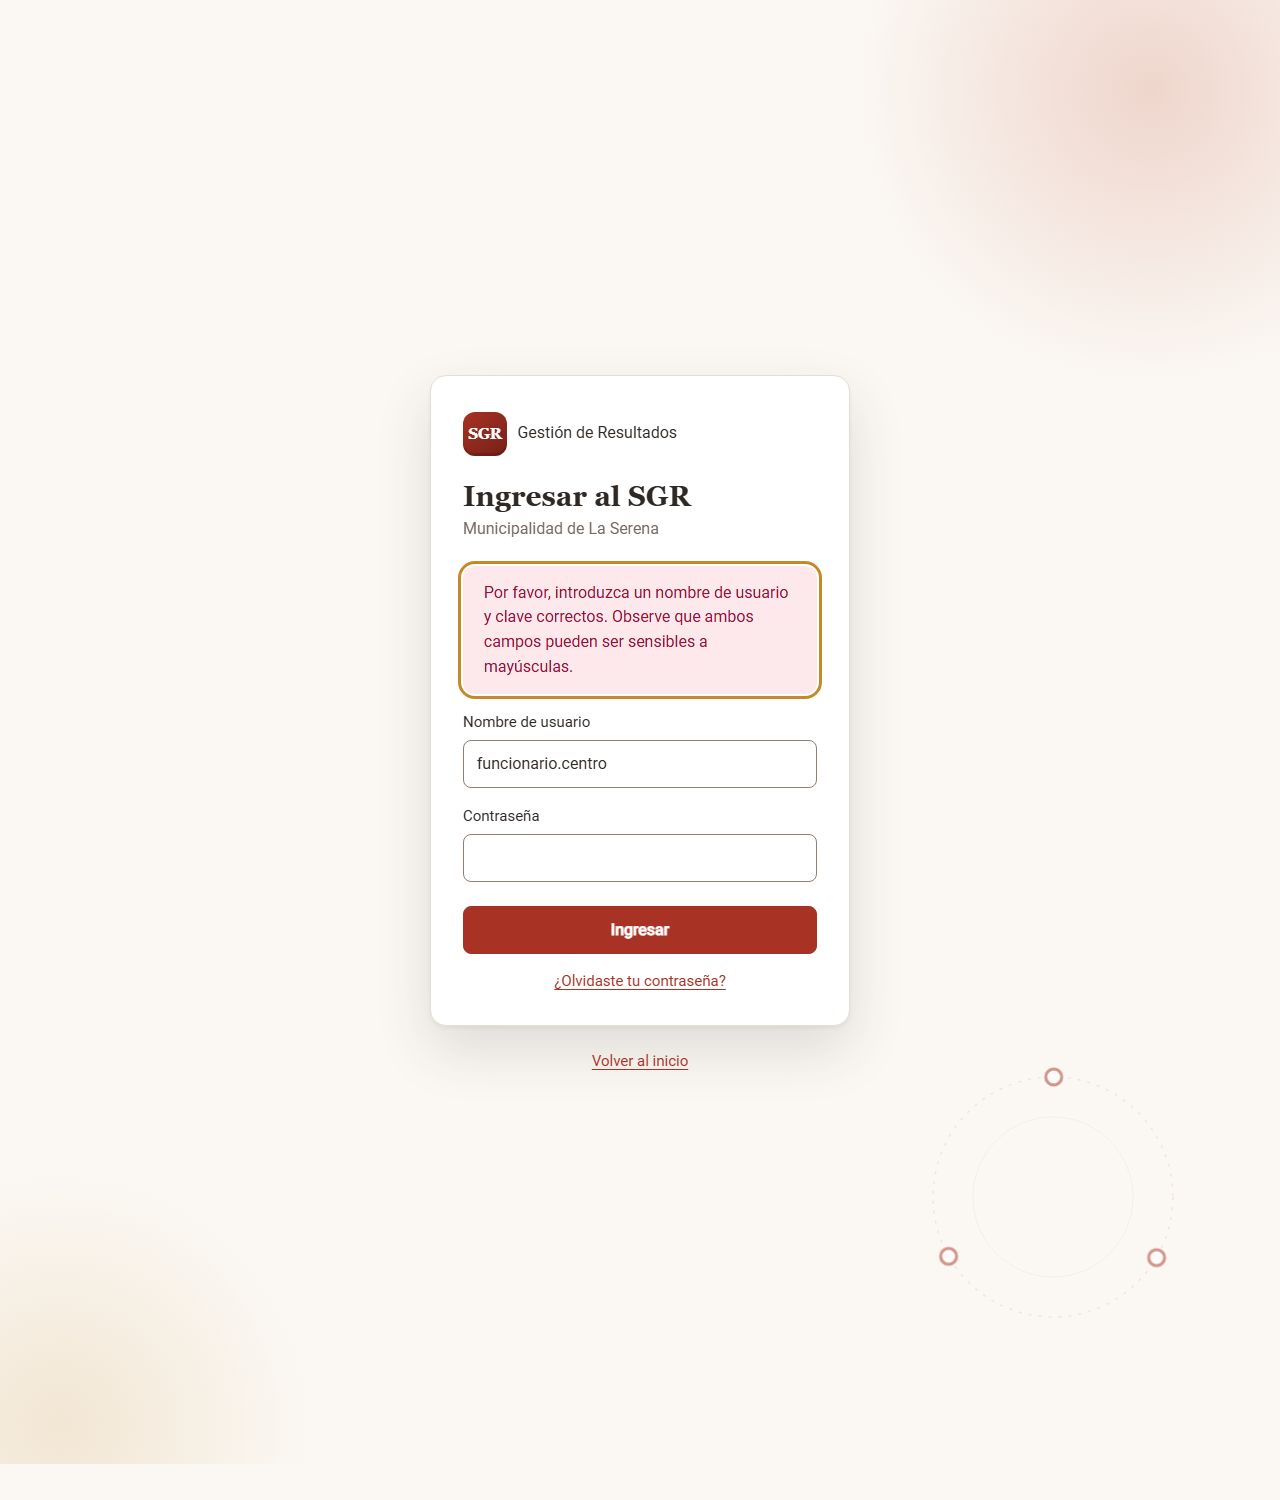 SGR
Gestión de Resultados
Ingresar al SGR
Municipalidad de La Serena
Por favor, introduzca un nombre de usuario
y clave correctos. Observe que ambos
campos pueden ser sensibles a
mayúsculas.
Nombre de usuario
funcionario.centro
Contraseña
Ingresar
¿Olvidaste tu contraseña?
Volver al inicio